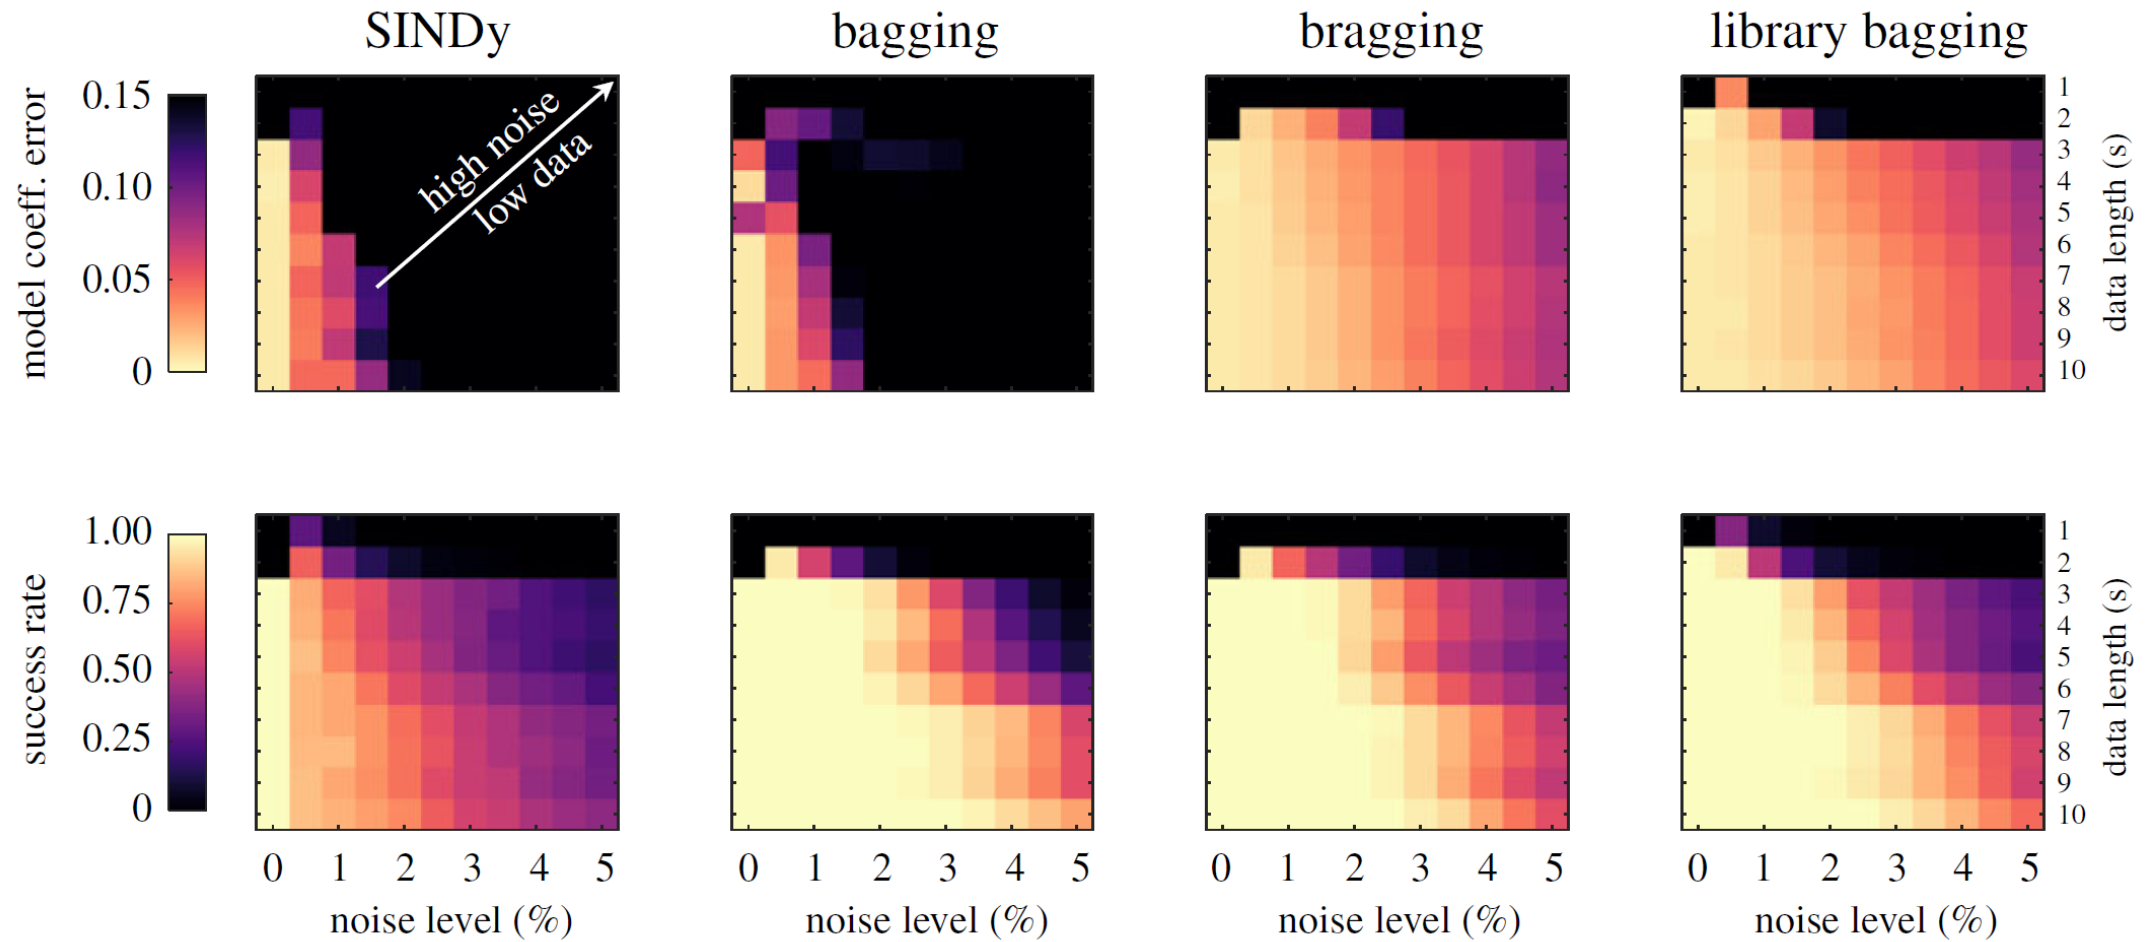 SINDy
bagging
bragging
library bagging
model coeff. error
0.15
0.10
0.05
0
high noise
low data
1
2
3
4
5
6
7
8
9
10
data length (s)
success rate
1.00
0.75
0.50
0.25
0
1
2
3
4
5
6
7
8
9
10
data length (s)
0 1 2 3 4 5
0 1 2 3 4 5
0 1 2 3 4 5
0 1 2 3 4 5
noise level (%)
noise level (%)
noise level (%)
noise level (%)